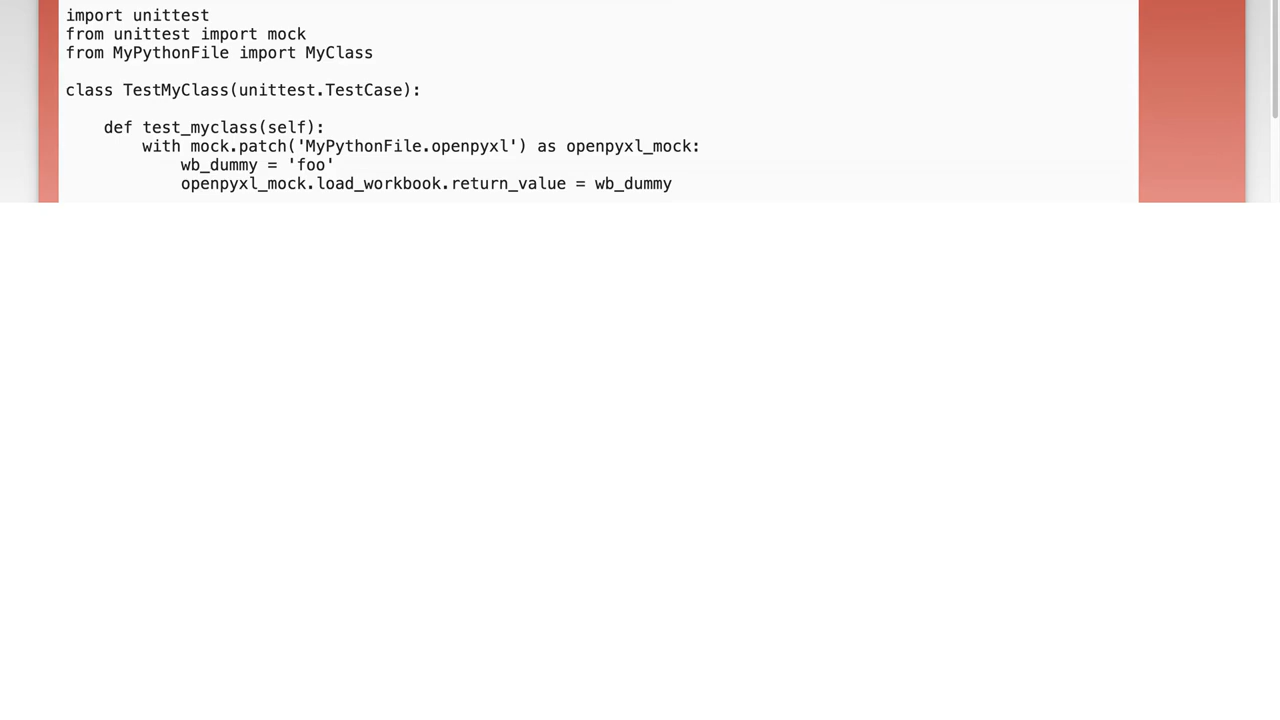 import unittest
from unittest import mock
from MyPythonFile import MyClass

class TestMyClass(unittest.TestCase):

    def test_myclass(self):
        with mock.patch('MyPythonFile.openpyxl') as openpyxl_mock:
            wb_dummy = 'foo'
            openpyxl_mock.load_workbook.return_value = wb_dummy